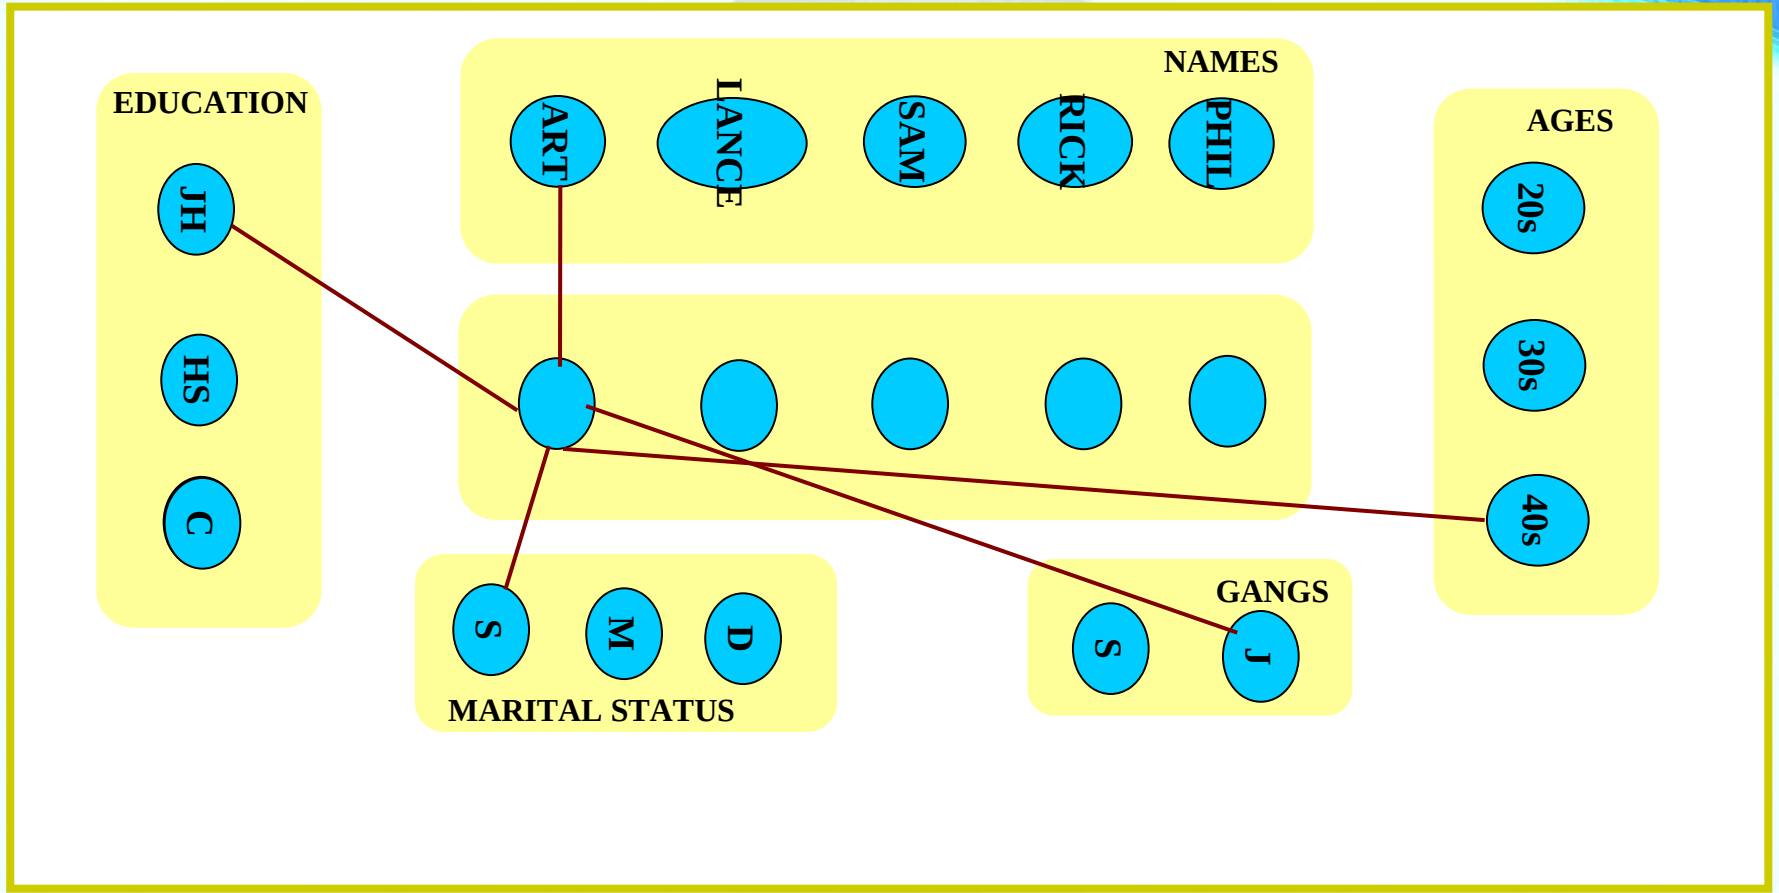 NAMES
EDUCATION
ART
LANCE
SAM
RICK
PHIL
AGES
JH
20s
HS
30s
C
40s
GANGS
S
M
D
S
J
MARITAL STATUS